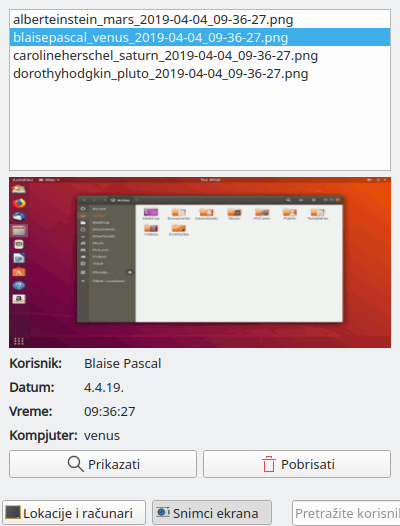 alberteinstein_mars_2019-04-04_09-36-27.png
blaisepascal_venus_2019-04-04_09-36-27.png
carolineherschel_saturn_2019-04-04_09-36-27.png
dorothyhodgkin_pluto_2019-04-04_09-36-27.png
Korisnik: Blaise Pascal
Datum: 4.4.19.
Vreme: 09:36:27
Kompjuter: venus
Prikazati Pobrisati
Lokacije i računari Snimci ekrana Pretražite korisnik